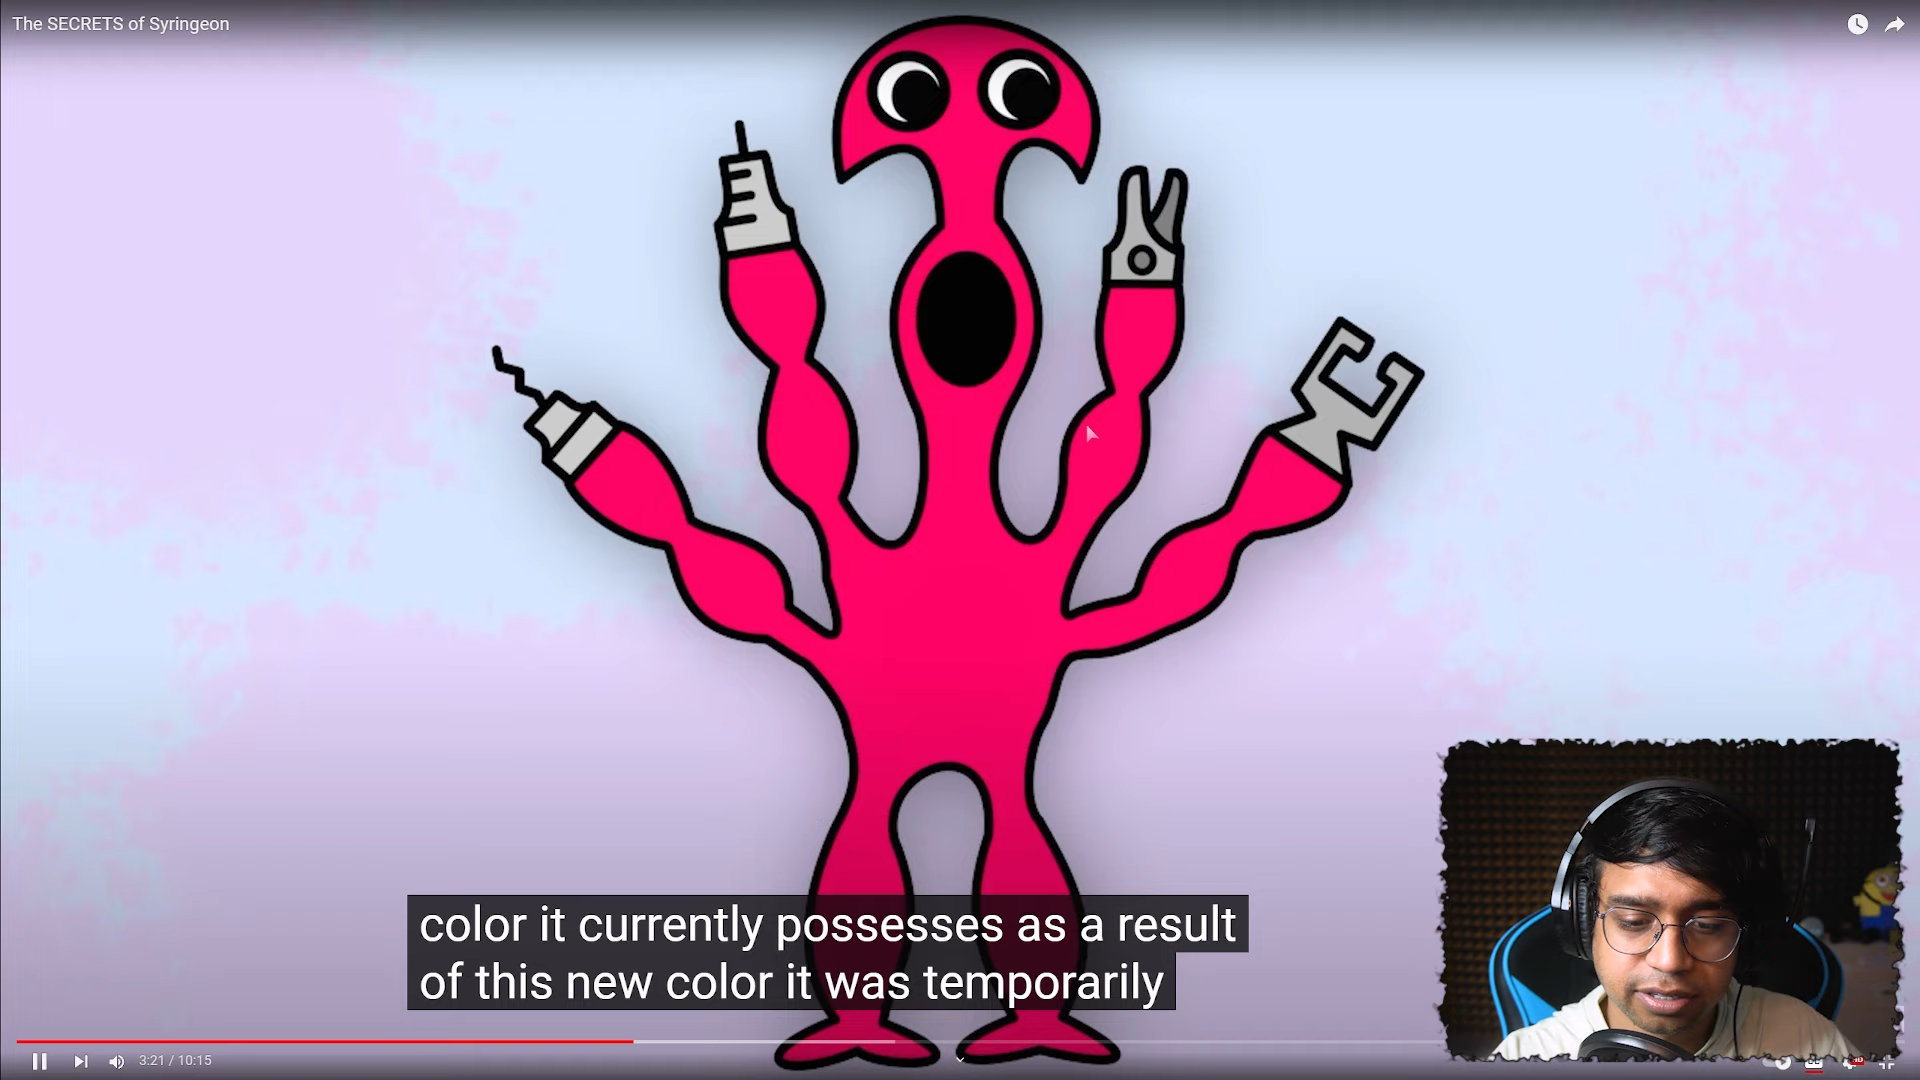 The SECRETS of Syringeon
color it currently possesses as a result
of this new color it was temporarily
3:21 / 10:15